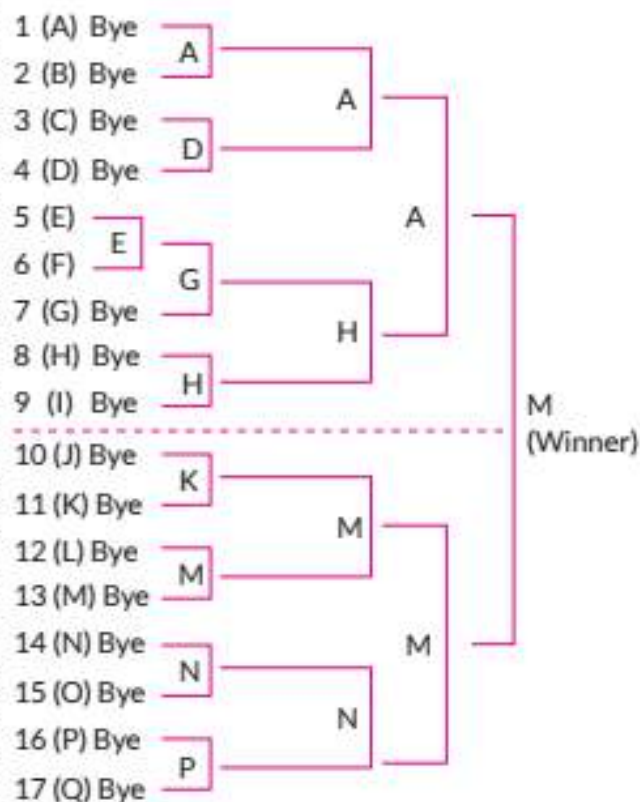 1 (A) Bye
A
2 (B) Bye
A
3 (C) Bye
D
4 (D) Bye
A
5 (E)
E
6 (F)
G
7 (G) Bye
H
8 (H) Bye
H
9 (I) Bye
M
(Winner)
10 (J) Bye
K
11 (K) Bye
M
12 (L) Bye
M
13 (M) Bye
M
14 (N) Bye
N
15 (O) Bye
N
16 (P) Bye
P
17 (Q) Bye